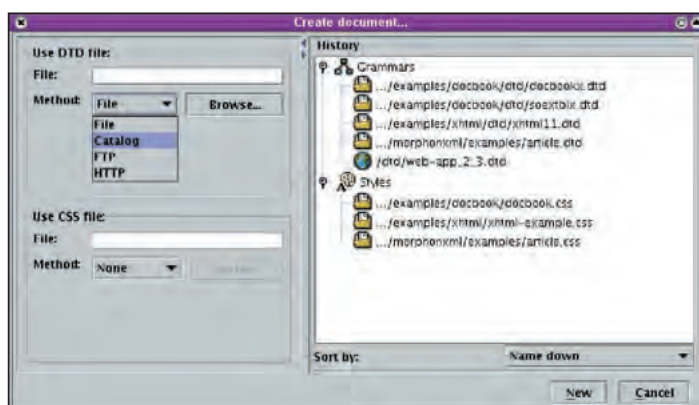 Create document...
Use DTD file:
File:
Method: File Browse...
File
Catalog
FTP
HTTP
Use CSS file:
File:
Method: None
History
Grammars
.../examples/docbook/dtd/docbookx.dtd
.../examples/docbook/dtd/soextblx.dtd
.../examples/xhtml/dtd/xhtml11.dtd
.../morphonxml/examples/article.dtd
/dtd/web-app_2_3.dtd
Styles
.../examples/docbook/docbook.css
.../examples/xhtml/xhtml-example.css
.../morphonxml/examples/article.css
Sort by: Name down
New Cancel